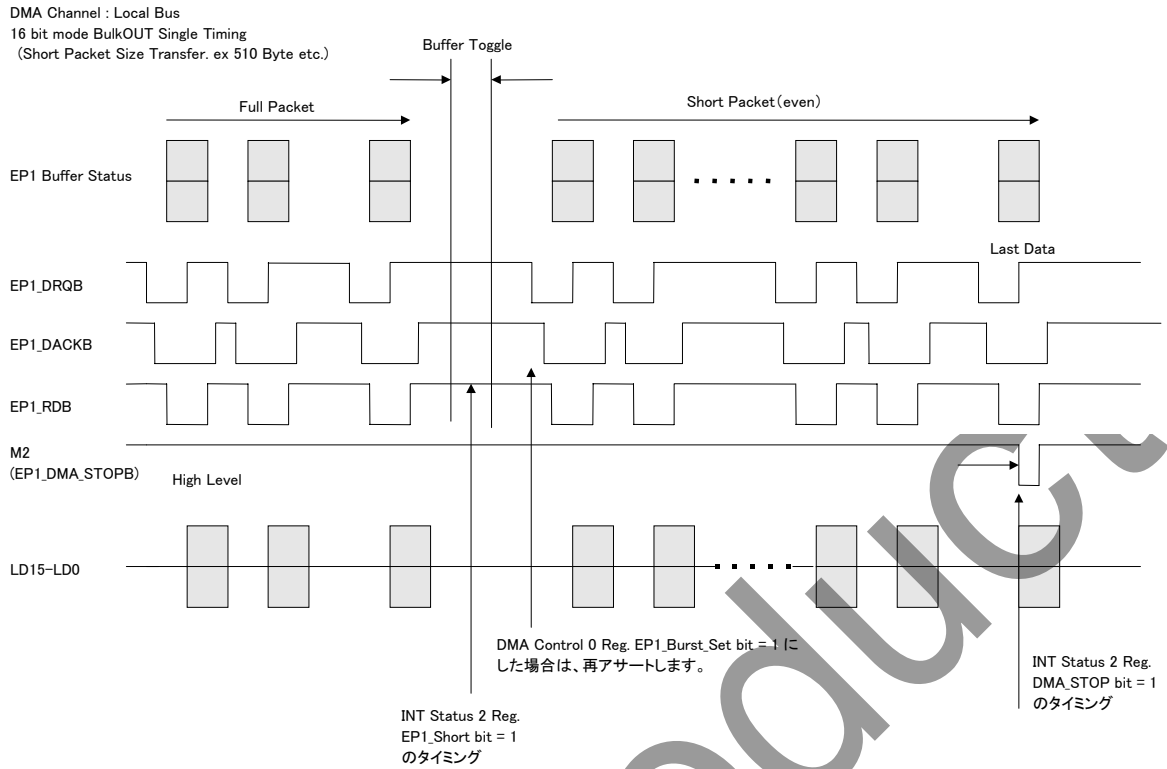 DMA Channel : Local Bus
16 bit mode BulkOUT Single Timing
(Short Packet Size Transfer. ex 510 Byte etc.)
Buffer Toggle
Full Packet
Short Packet(even)
EP1 Buffer Status
Last Data
EP1_DRQB
EP1_DACKB
EP1_RDB
M2
(EP1_DMA_STOPB)
High Level
LD15-LD0
DMA Control 0 Reg. EP1_Burst_Set bit = 1 に
した場合は、再アサートします。
INT Status 2 Reg.
DMA_STOP bit = 1
のタイミング
INT Status 2 Reg.
EP1_Short bit = 1
のタイミング